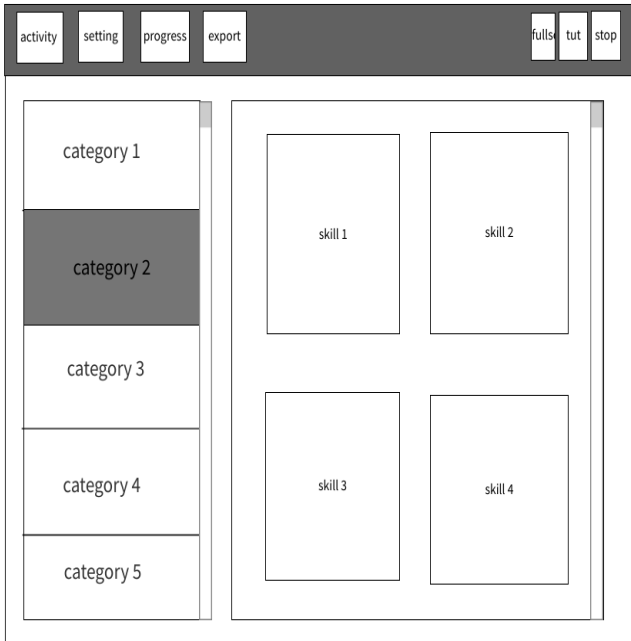 activity
setting
progress
export
fulls
tut
stop
category 1
category 2
category 3
category 4
category 5
skill 1
skill 2
skill 3
skill 4